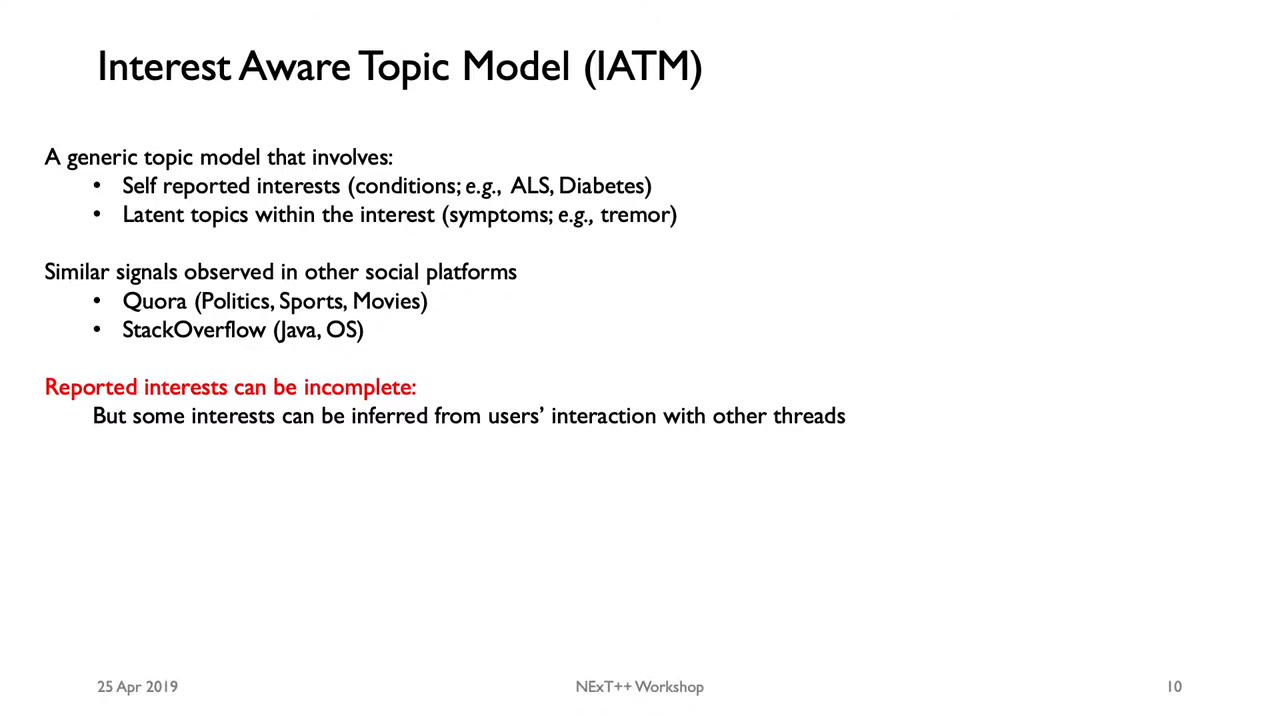 Interest Aware Topic Model (IATM)
A generic topic model that involves:
• Self reported interests (conditions; e.g., ALS, Diabetes)
• Latent topics within the interest (symptoms; e.g., tremor)
Similar signals observed in other social platforms
• Quora (Politics, Sports, Movies)
• StackOverflow (Java, OS)
Reported interests can be incomplete:
But some interests can be inferred from users’ interaction with other threads
25 Apr 2019
NExT++ Workshop
10